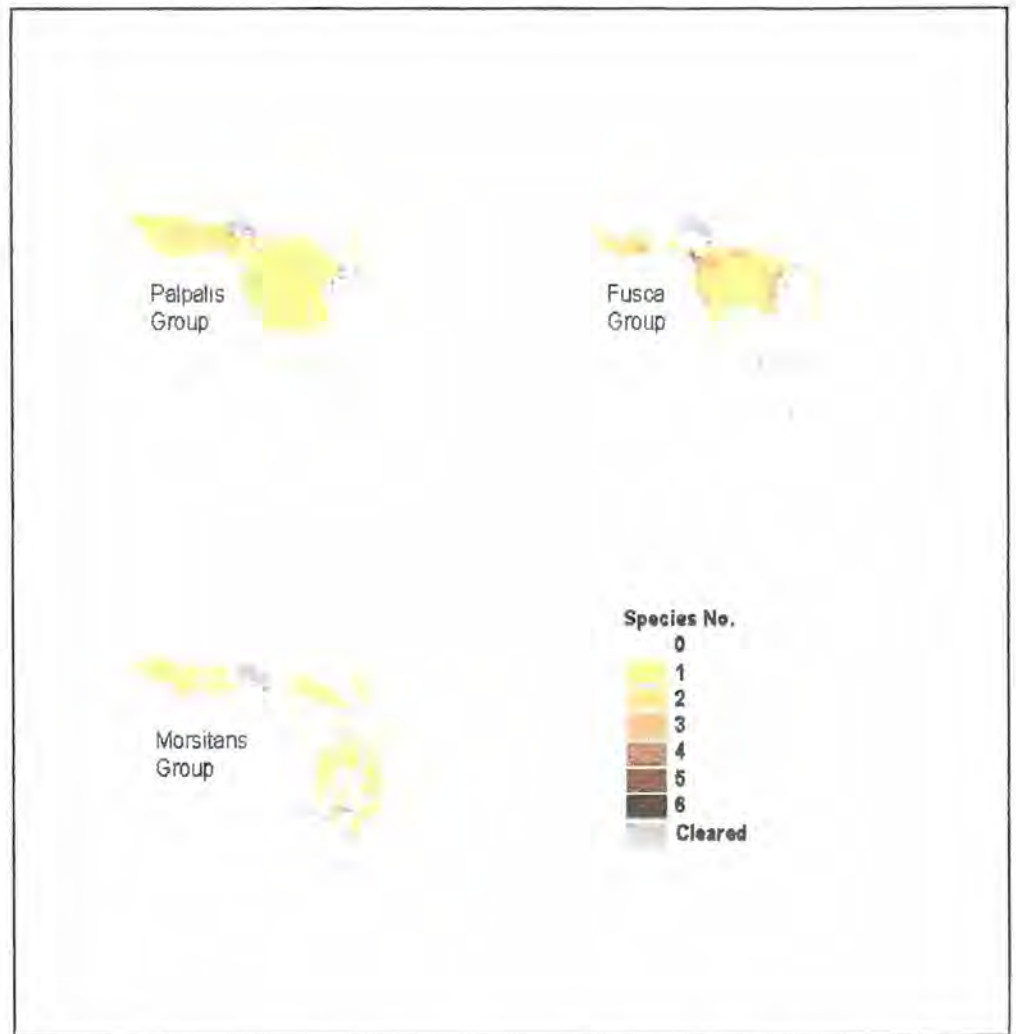 Palpalis
Group
Fusca
Group
Morsitans
Group
Species No.
0
1
2
3
4
5
6
Cleared